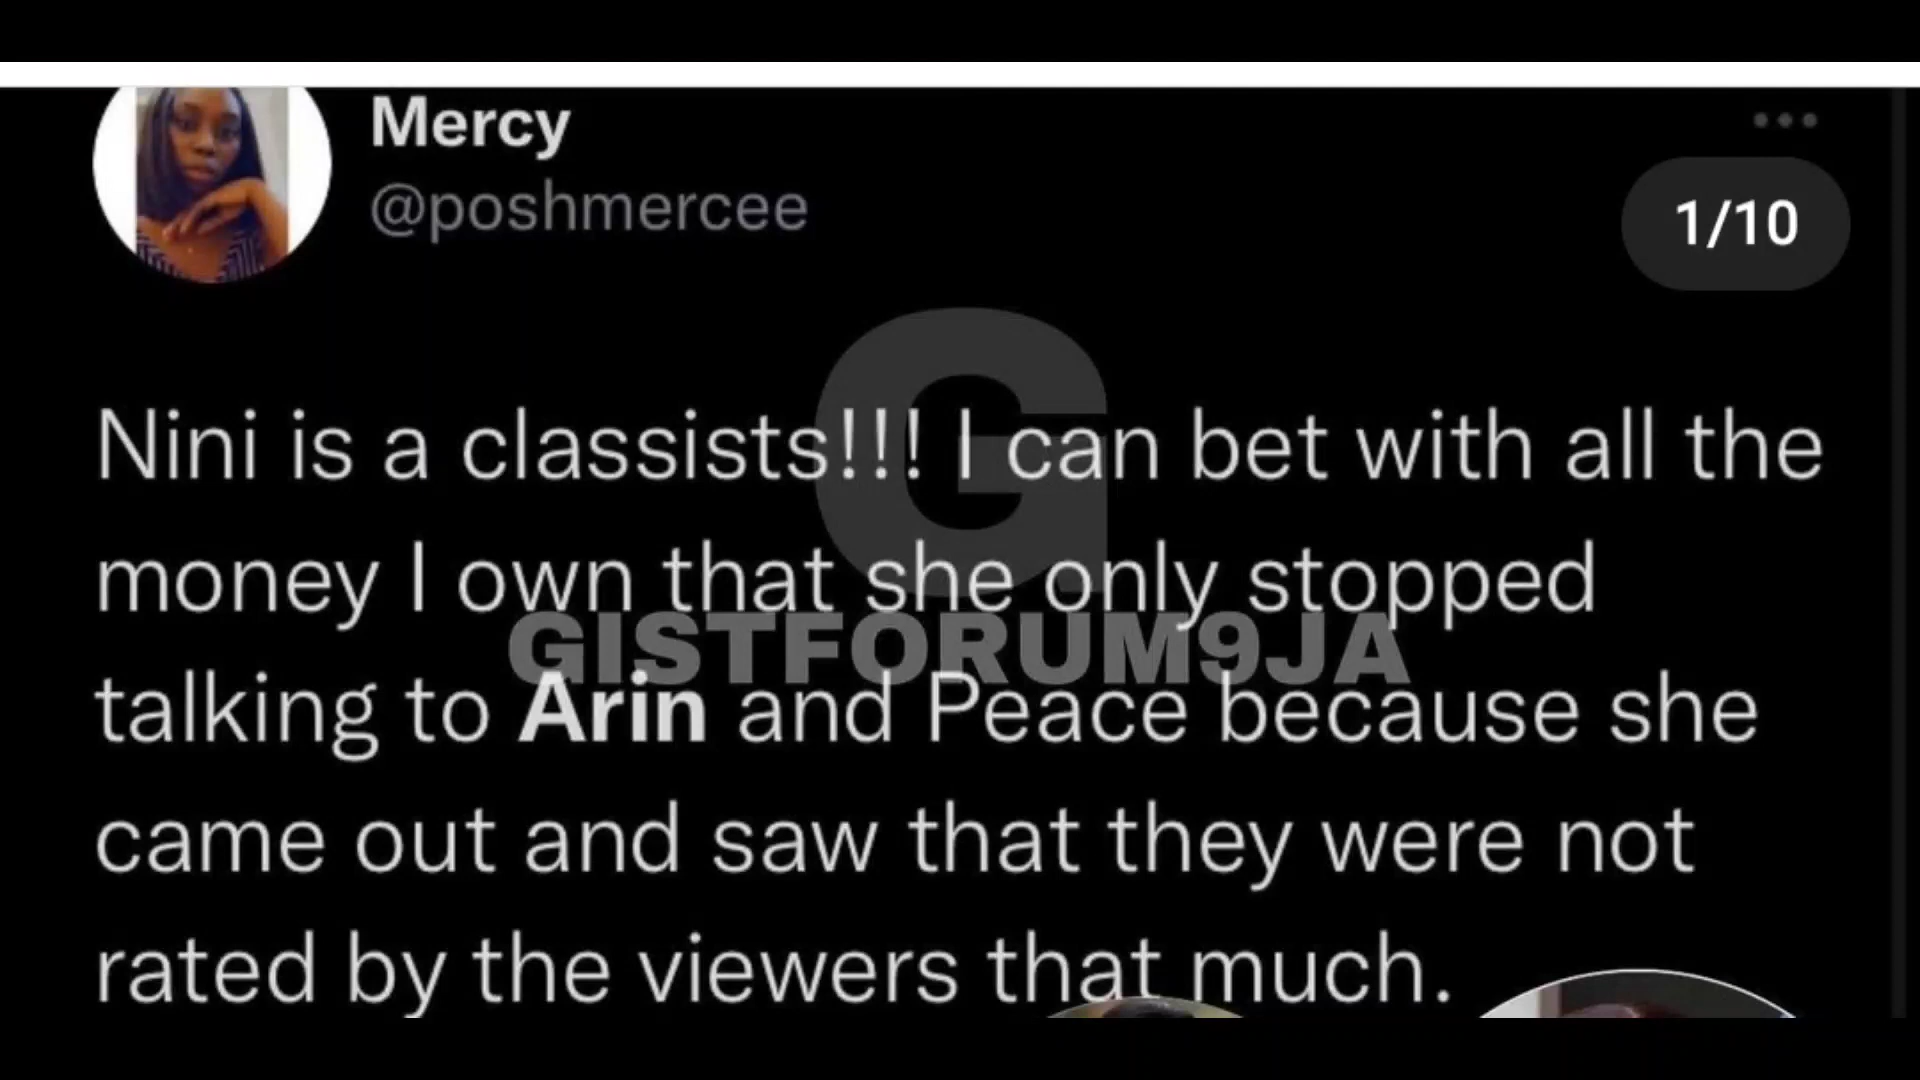 Mercy
@poshmercee
1/10
Nini is a classists!!! I can bet with all the
money I own that she only stopped
talking to Arin and Peace because she
came out and saw that they were not
rated by the viewers that much.
G
GISTFORUM9JA